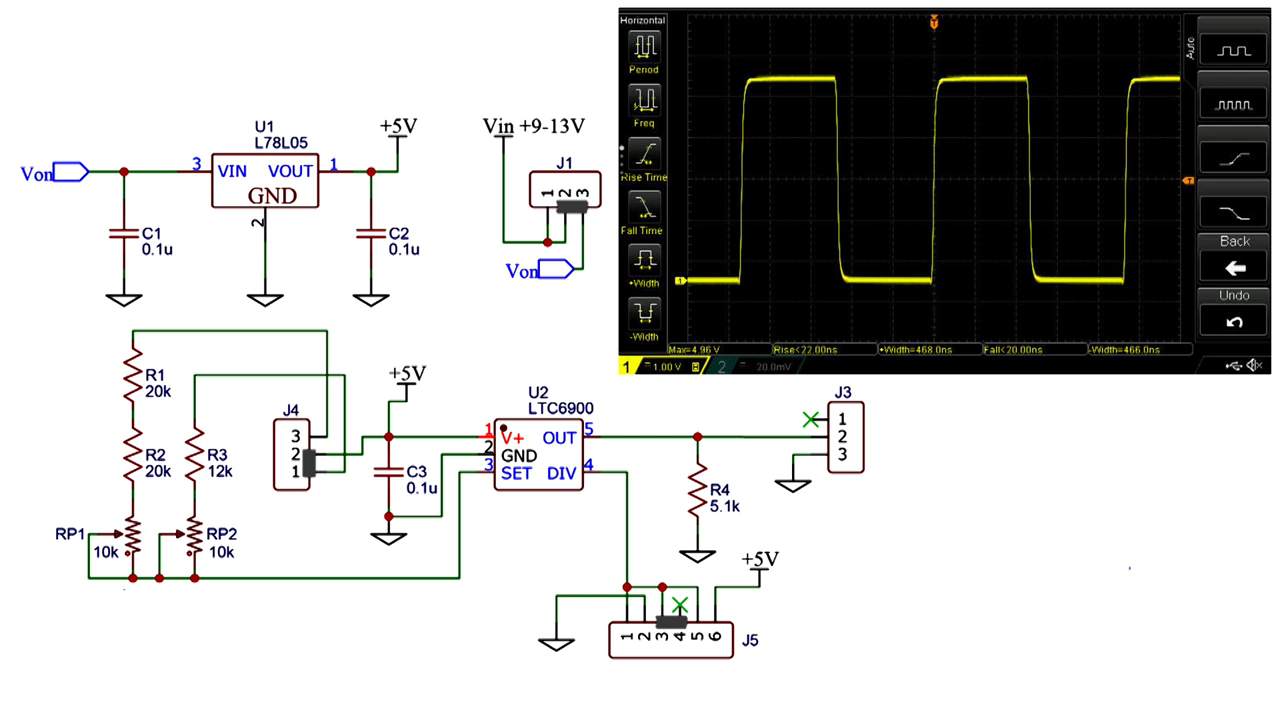 U1
L78L05
+5V
Von
3
VIN
VOUT
1
GND
2
C1
0.1u
C2
0.1u
Vin +9-13V
J1
1
2
3
Von
Horizontal
Period
Freq
Rise Time
Fall Time
+Width
-Width
T
T
1
Auto
Back
Undo
Max=4.96 V
Rise<22.00ns
+Width=468.0ns
Fall<20.00ns
-Width=466.0ns
1
1.00 V
B
2
20.0mV
R1
20k
R2
20k
R3
12k
RP1
10k
RP2
10k
J4
3
2
1
+5V
C3
0.1u
U2
LTC6900
1
V+
OUT
5
2
GND
3
SET
DIV
4
R4
5.1k
J3
1
2
3
+5V
1
2
3
4
5
6
J5